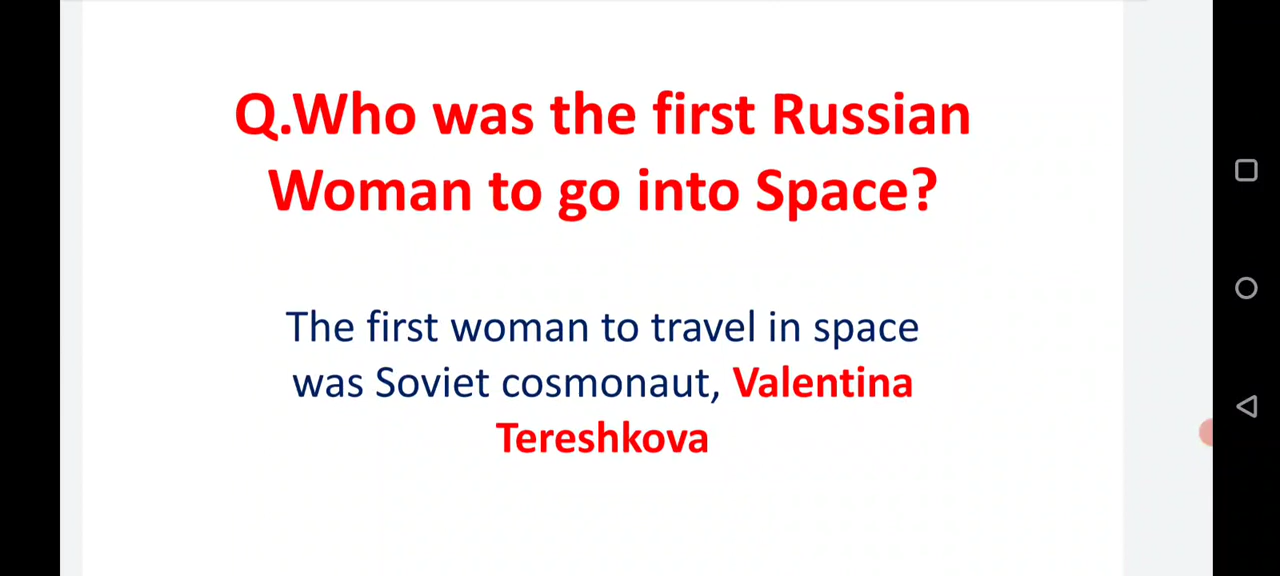 Q.Who was the first Russian
Woman to go into Space?
The first woman to travel in space
was Soviet cosmonaut, Valentina
Tereshkova